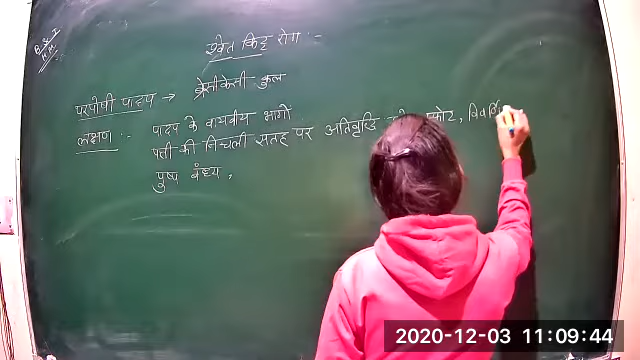 श्वेत किट्ट रोग :-
परपोषी पादप → ब्रेसीकेसी कुल
लक्षण :- पादप के वायवीय भागों
पत्ती की निचली सतह पर अतिवृद्धि स्फोट,
पुष्प बंध्य,
2020-12-03 11:09:44